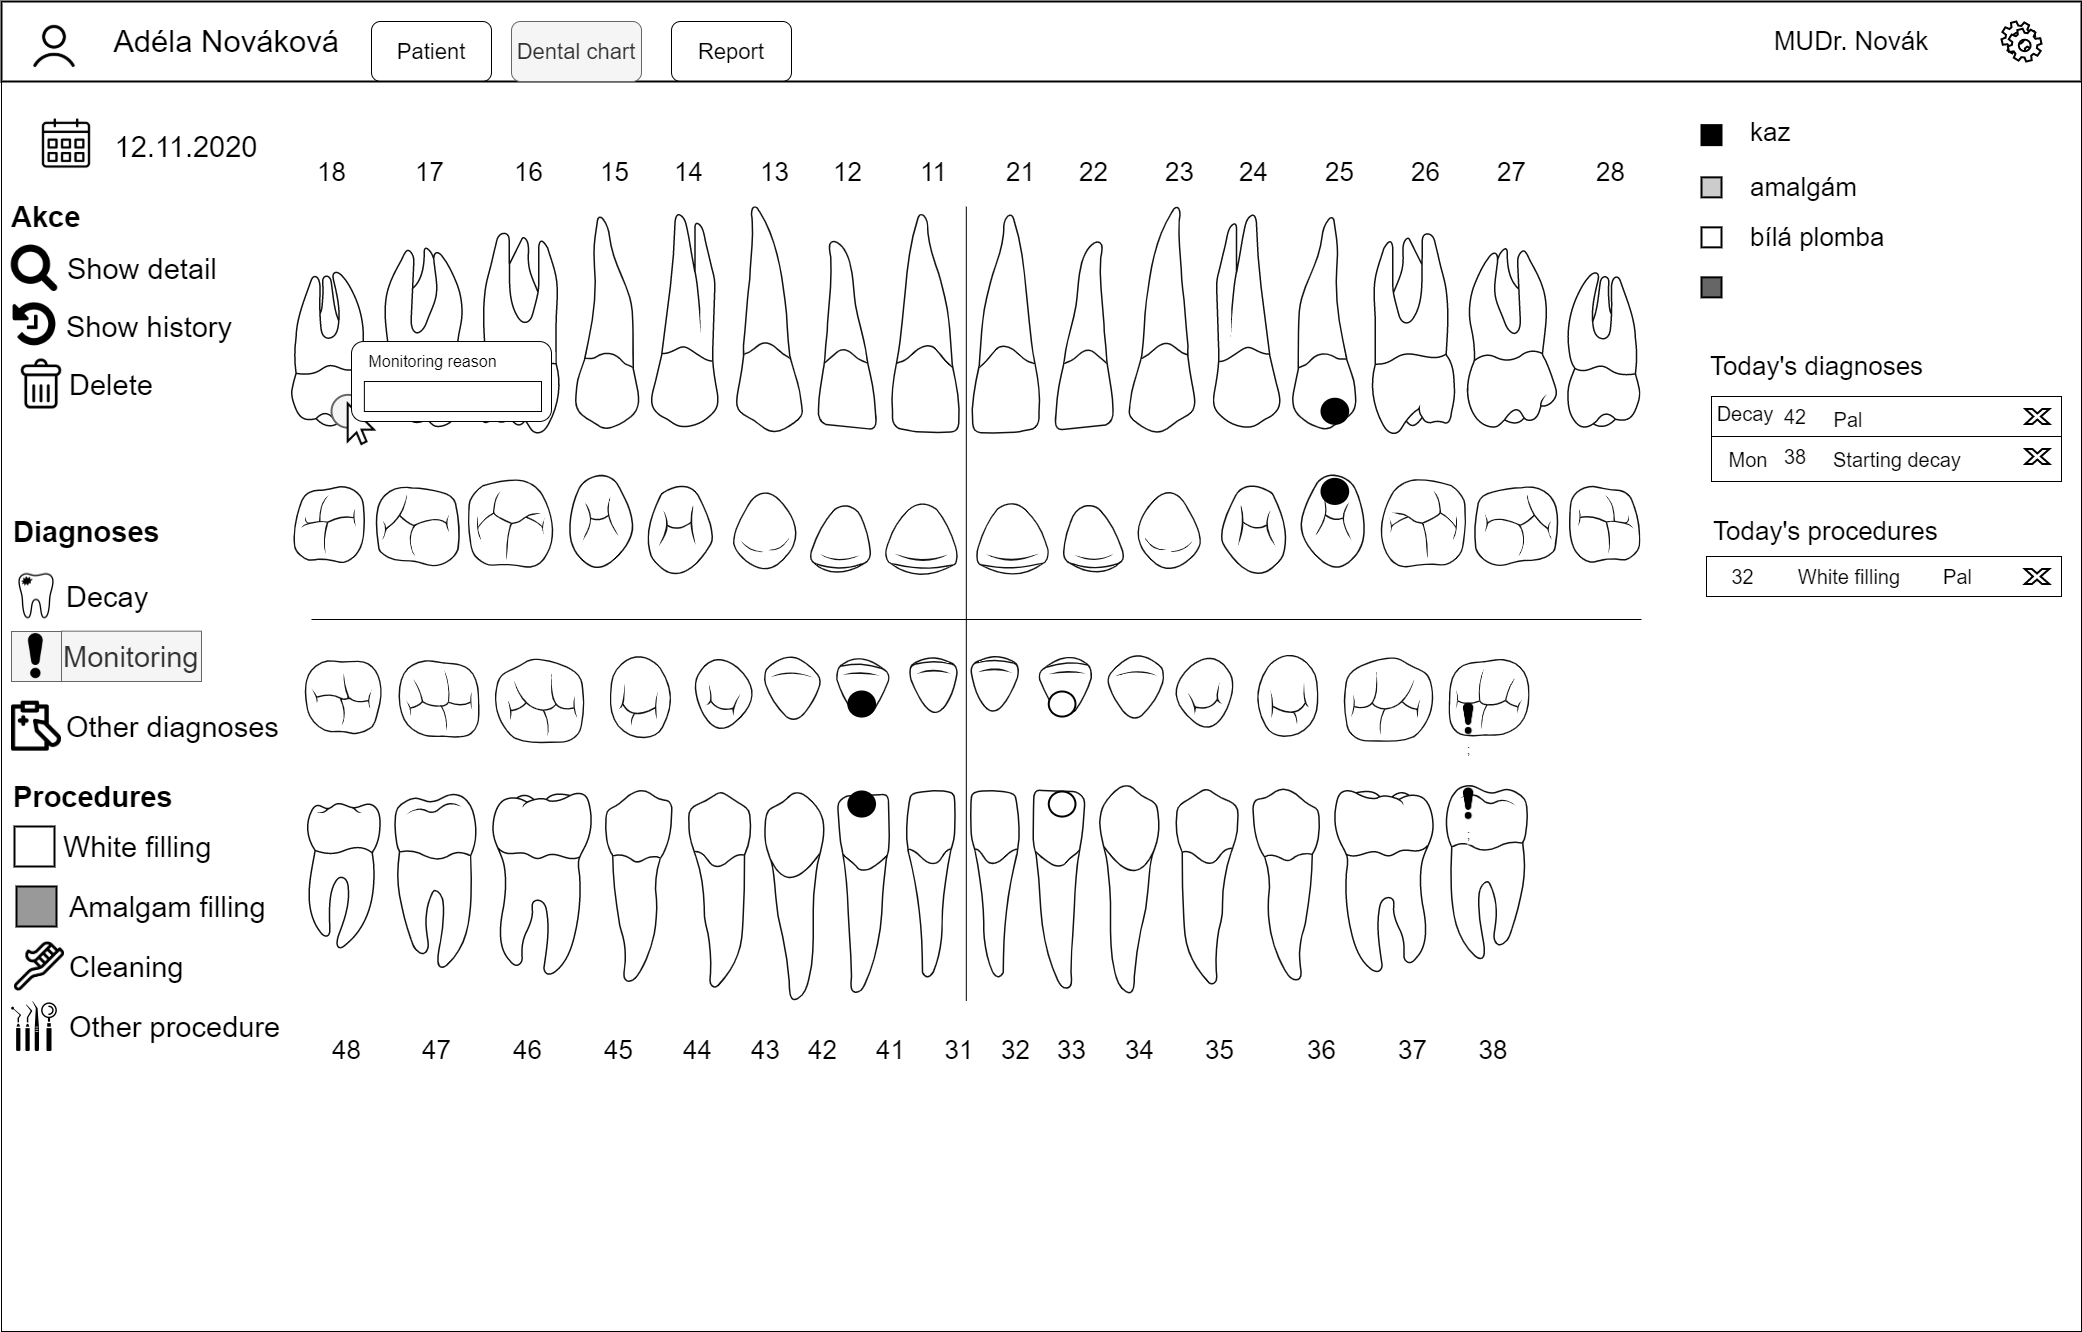 Adéla Nováková
Patient
Dental chart
Report
MUDr. Novák
12.11.2020
Akce
Show detail
Show history
Delete
Diagnoses
Decay
Monitoring
Other diagnoses
Procedures
White filling
Amalgam filling
Cleaning
Other procedure
18 17 16 15 14 13 12 11 21 22 23 24 25 26 27 28
Monitoring reason
48 47 46 45 44 43 42 41 31 32 33 34 35 36 37 38
kaz
amalgám
bílá plomba
Today's diagnoses
Decay 42 Pal
Mon 38 Starting decay
Today's procedures
32 White filling Pal